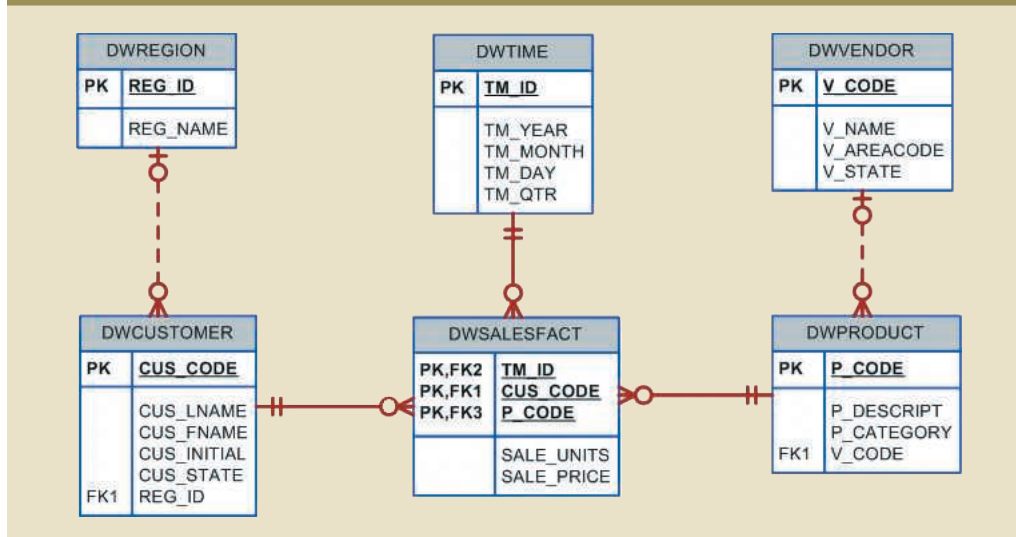 DWREGION
PK REG_ID
REG_NAME
DWTIME
PK TM_ID
TM_YEAR
TM_MONTH
TM_DAY
TM_QTR
DWVENDOR
PK V_CODE
V_NAME
V_AREACODE
V_STATE
DWCUSTOMER
PK CUS_CODE
CUS_LNAME
CUS_FNAME
CUS_INITIAL
CUS_STATE
FK1 REG_ID
DWSALESFACT
PK,FK2 TM_ID
PK,FK1 CUS_CODE
PK,FK3 P_CODE
SALE_UNITS
SALE_PRICE
DWPRODUCT
PK P_CODE
P_DESCRIPT
P_CATEGORY
FK1 V_CODE